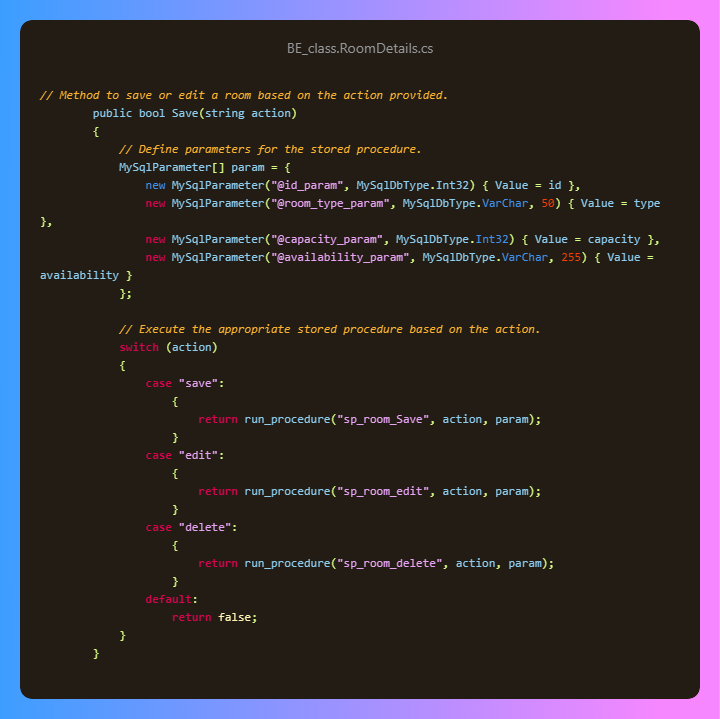 BE_class.RoomDetails.cs
// Method to save or edit a room based on the action provided.
        public bool Save(string action)
        {
            // Define parameters for the stored procedure.
            MySqlParameter[] param = {
                new MySqlParameter("@id_param", MySqlDbType.Int32) { Value = id },
                new MySqlParameter("@room_type_param", MySqlDbType.VarChar, 50) { Value = type
},
                new MySqlParameter("@capacity_param", MySqlDbType.Int32) { Value = capacity },
                new MySqlParameter("@availability_param", MySqlDbType.VarChar, 255) { Value =
availability }
            };
            // Execute the appropriate stored procedure based on the action.
            switch (action)
            {
                case "save":
                    {
                        return run_procedure("sp_room_Save", action, param);
                    }
                case "edit":
                    {
                        return run_procedure("sp_room_edit", action, param);
                    }
                case "delete":
                    {
                        return run_procedure("sp_room_delete", action, param);
                    }
                default:
                    return false;
            }
        }